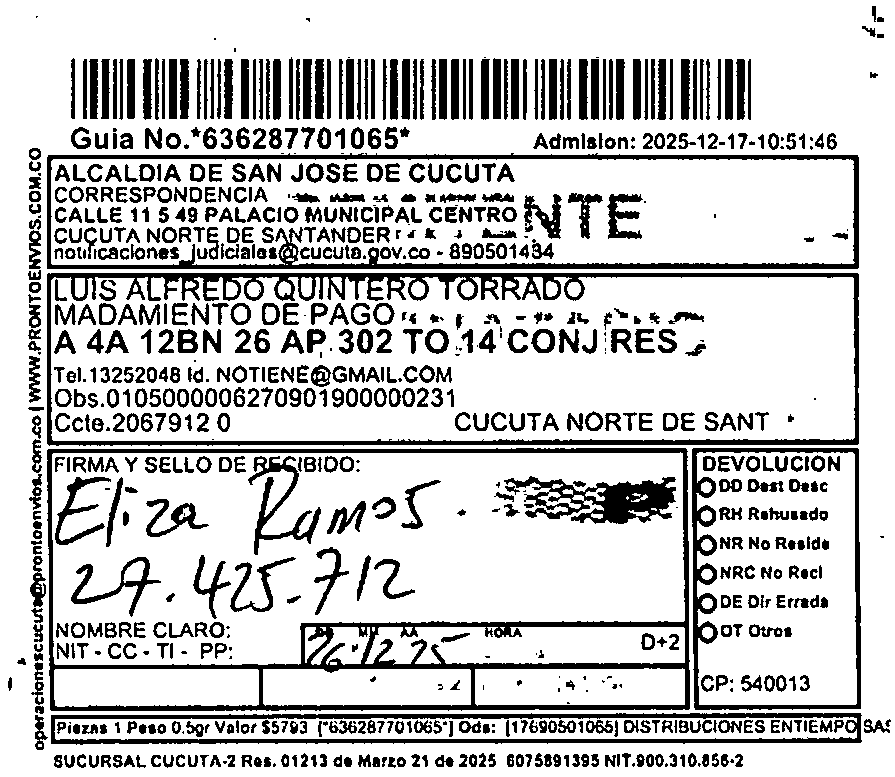 Guia No.*636287701065*
Admision: 2025-12-17-10:51:46
ALCALDIA DE SAN JOSE DE CUCUTA
CORRESPONDENCIA
CALLE 11 5 49 PALACIO MUNICIPAL CENTRO
CUCUTA NORTE DE SANTANDER
notificaciones_judiciales@cucuta.gov.co - 890501434
NTE
LUIS ALFREDO QUINTERO TORRADO
MADAMIENTO DE PAGO
A 4A 12BN 26 AP 302 TO 14 CONJ RES
Tel.13252048 Id. NOTIENE@GMAIL.COM
Obs.0105000006270901900000231
Ccte.2067912 0
CUCUTA NORTE DE SANT
FIRMA Y SELLO DE RECIBIDO:
Eliza Ramos.
27.425.712
NOMBRE CLARO:
NIT - CC - TI - PP:
DD MM AA HORA
26 12 25
D+2
DEVOLUCION
DD Dest Desc
RH Rehusado
NR No Reside
NRC No Recl
DE Dir Errada
OT Otros
CP: 540013
Piezas 1 Peso 0.5gr Valor $5793 [*636287701065*] Ods: [17690501065] DISTRIBUCIONES ENTIEMPO SAS
SUCURSAL CUCUTA-2 Res. 01213 de Marzo 21 de 2025 6075891395 NIT.900.310.856-2
operacionescucuta@prontoenvios.com.co | WWW.PRONTOENVIOS.COM.CO